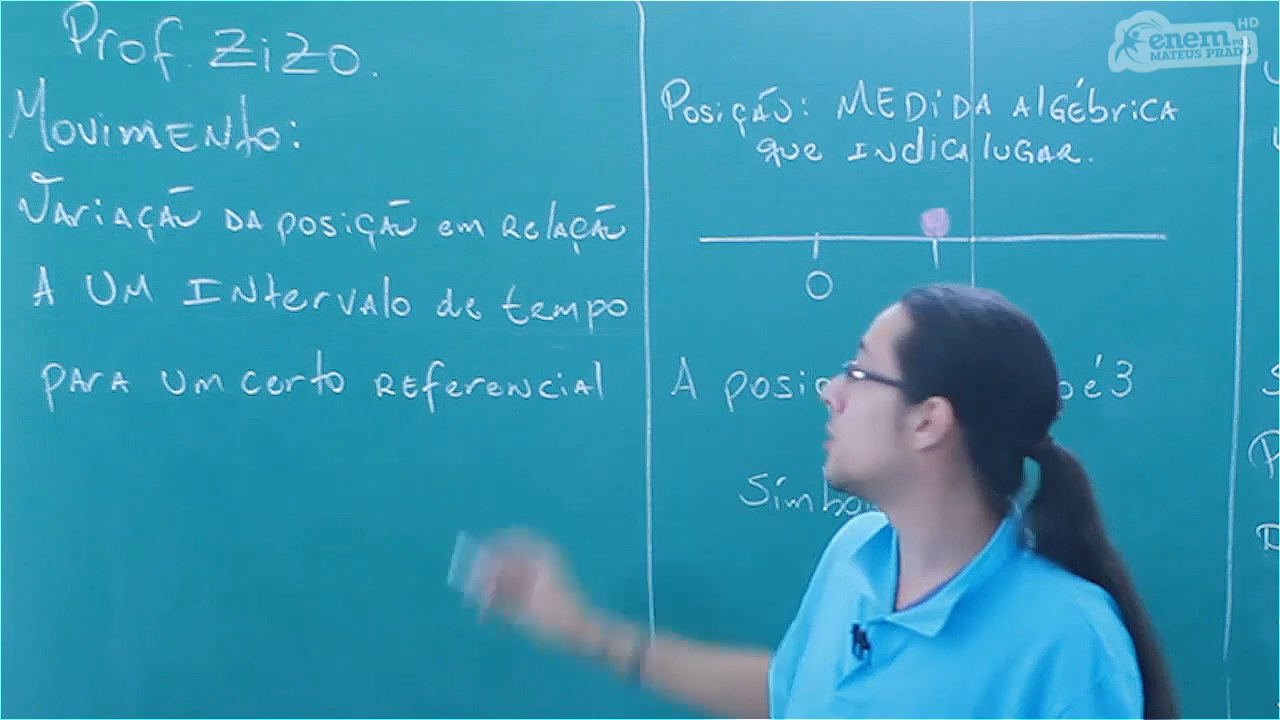 Prof. Zizo.
Movimento:
Variação da posição em relação
a um intervalo de tempo
para um certo referencial
Posição: Medida algébrica
que indica lugar.
0
A é 3
enem HD
MATEUS PRADO